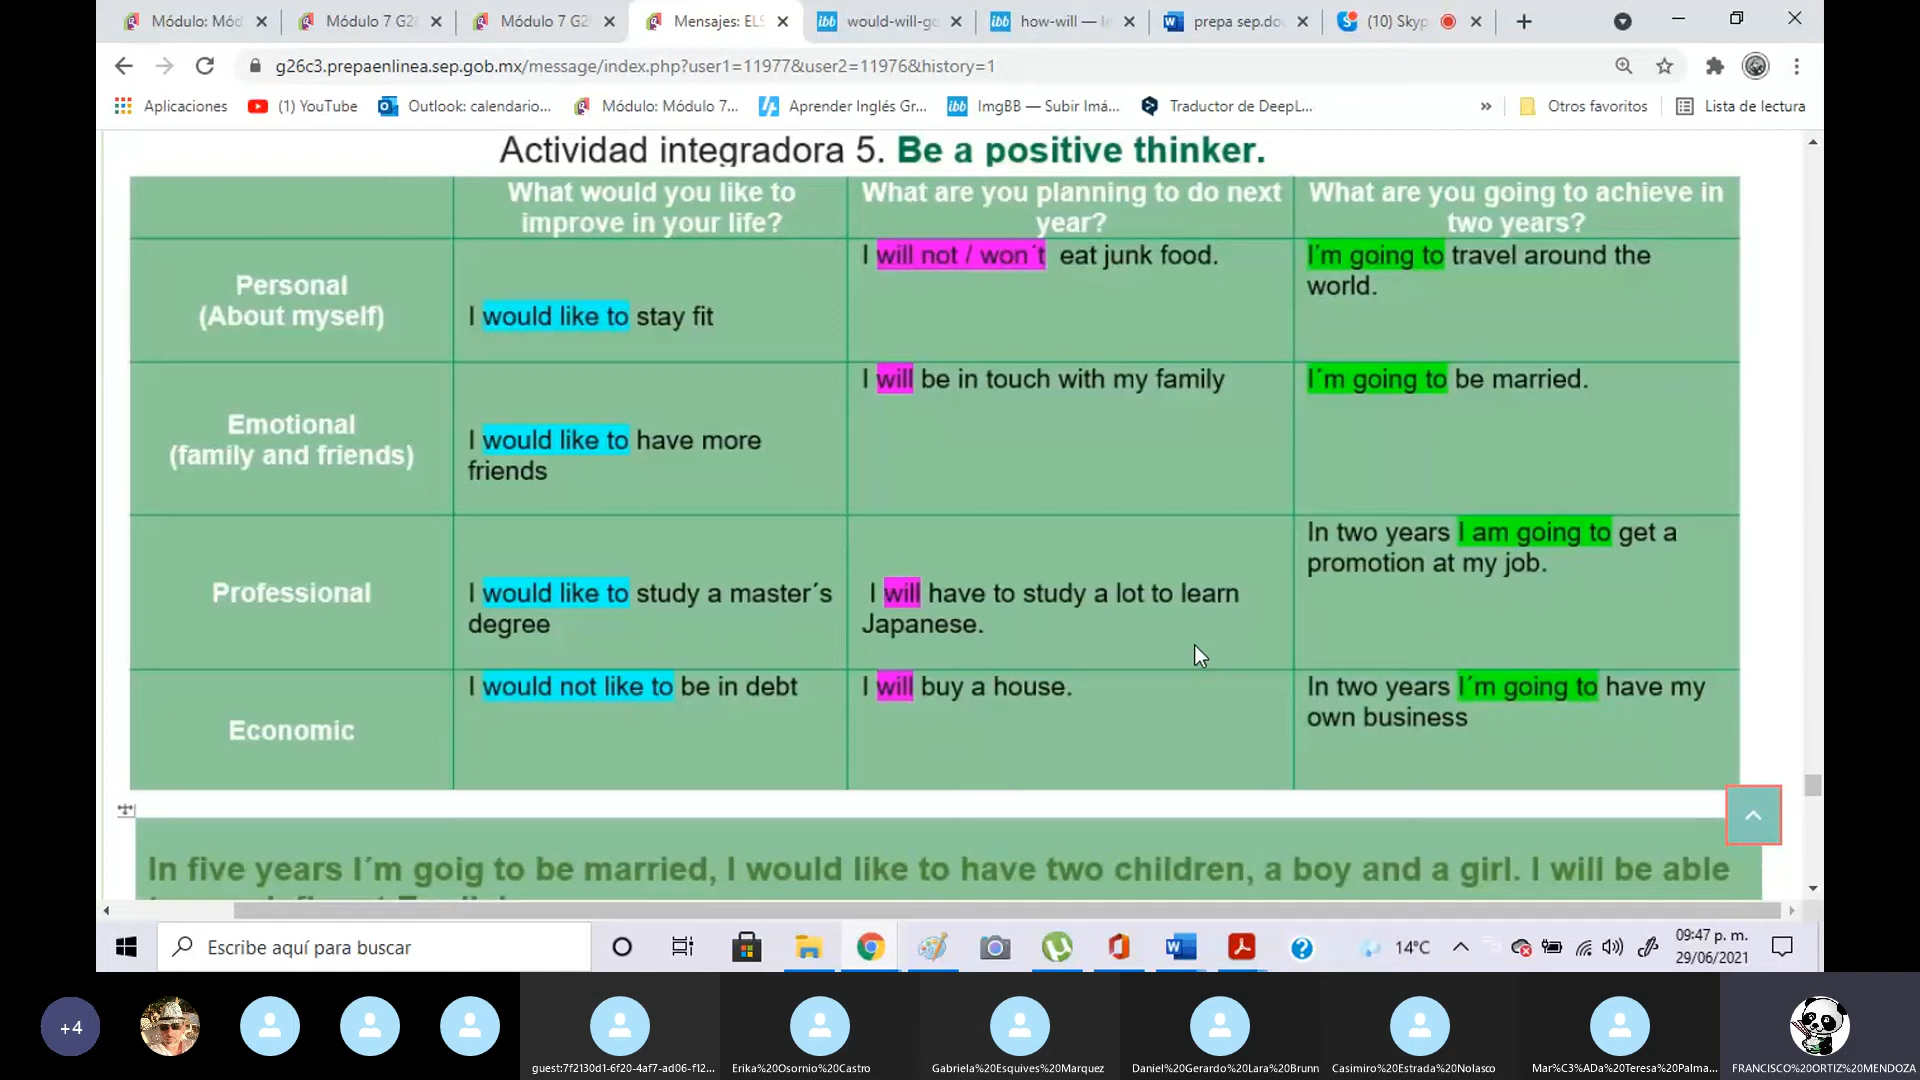 Módulo: Mód
Módulo 7 G2
Módulo 7 G2
Mensajes: ELS
would-will-go
how-will — I
prepa sep.do
(10) Skyp
g26c3.prepaenlinea.sep.gob.mx/message/index.php?user1=11977&user2=11976&history=1
Aplicaciones
(1) YouTube
Outlook: calendario...
Módulo: Módulo 7...
Aprender Inglés Gr...
ImgBB — Subir Imá...
Traductor de DeepL...
»
Otros favoritos
Lista de lectura
Actividad integradora 5. Be a positive thinker.
What would you like to
improve in your life?
What are you planning to do next
year?
What are you going to achieve in
two years?
Personal
(About myself)
I would like to stay fit
I will not / won´t eat junk food.
I'm going to travel around the
world.
Emotional
(family and friends)
I would like to have more
friends
I will be in touch with my family
I´m going to be married.
Professional
I would like to study a master´s
degree
I will have to study a lot to learn
Japanese.
In two years I am going to get a
promotion at my job.
Economic
I would not like to be in debt
I will buy a house.
In two years I´m going to have my
own business
In five years I´m goig to be married, I would like to have two children, a boy and a girl. I will be able
Escribe aquí para buscar
14°C
09:47 p. m.
29/06/2021
+4
guest:7f2130d1-6f20-4af7-ad06-f12...
Erika%20Osornio%20Castro
Gabriela%20Esquives%20Marquez
Daniel%20Gerardo%20Lara%20Brunn
Casimiro%20Estrada%20Nolasco
Mar%C3%ADa Teresa%20Palma...
FRANCISCO%20ORTIZ%20MENDOZA